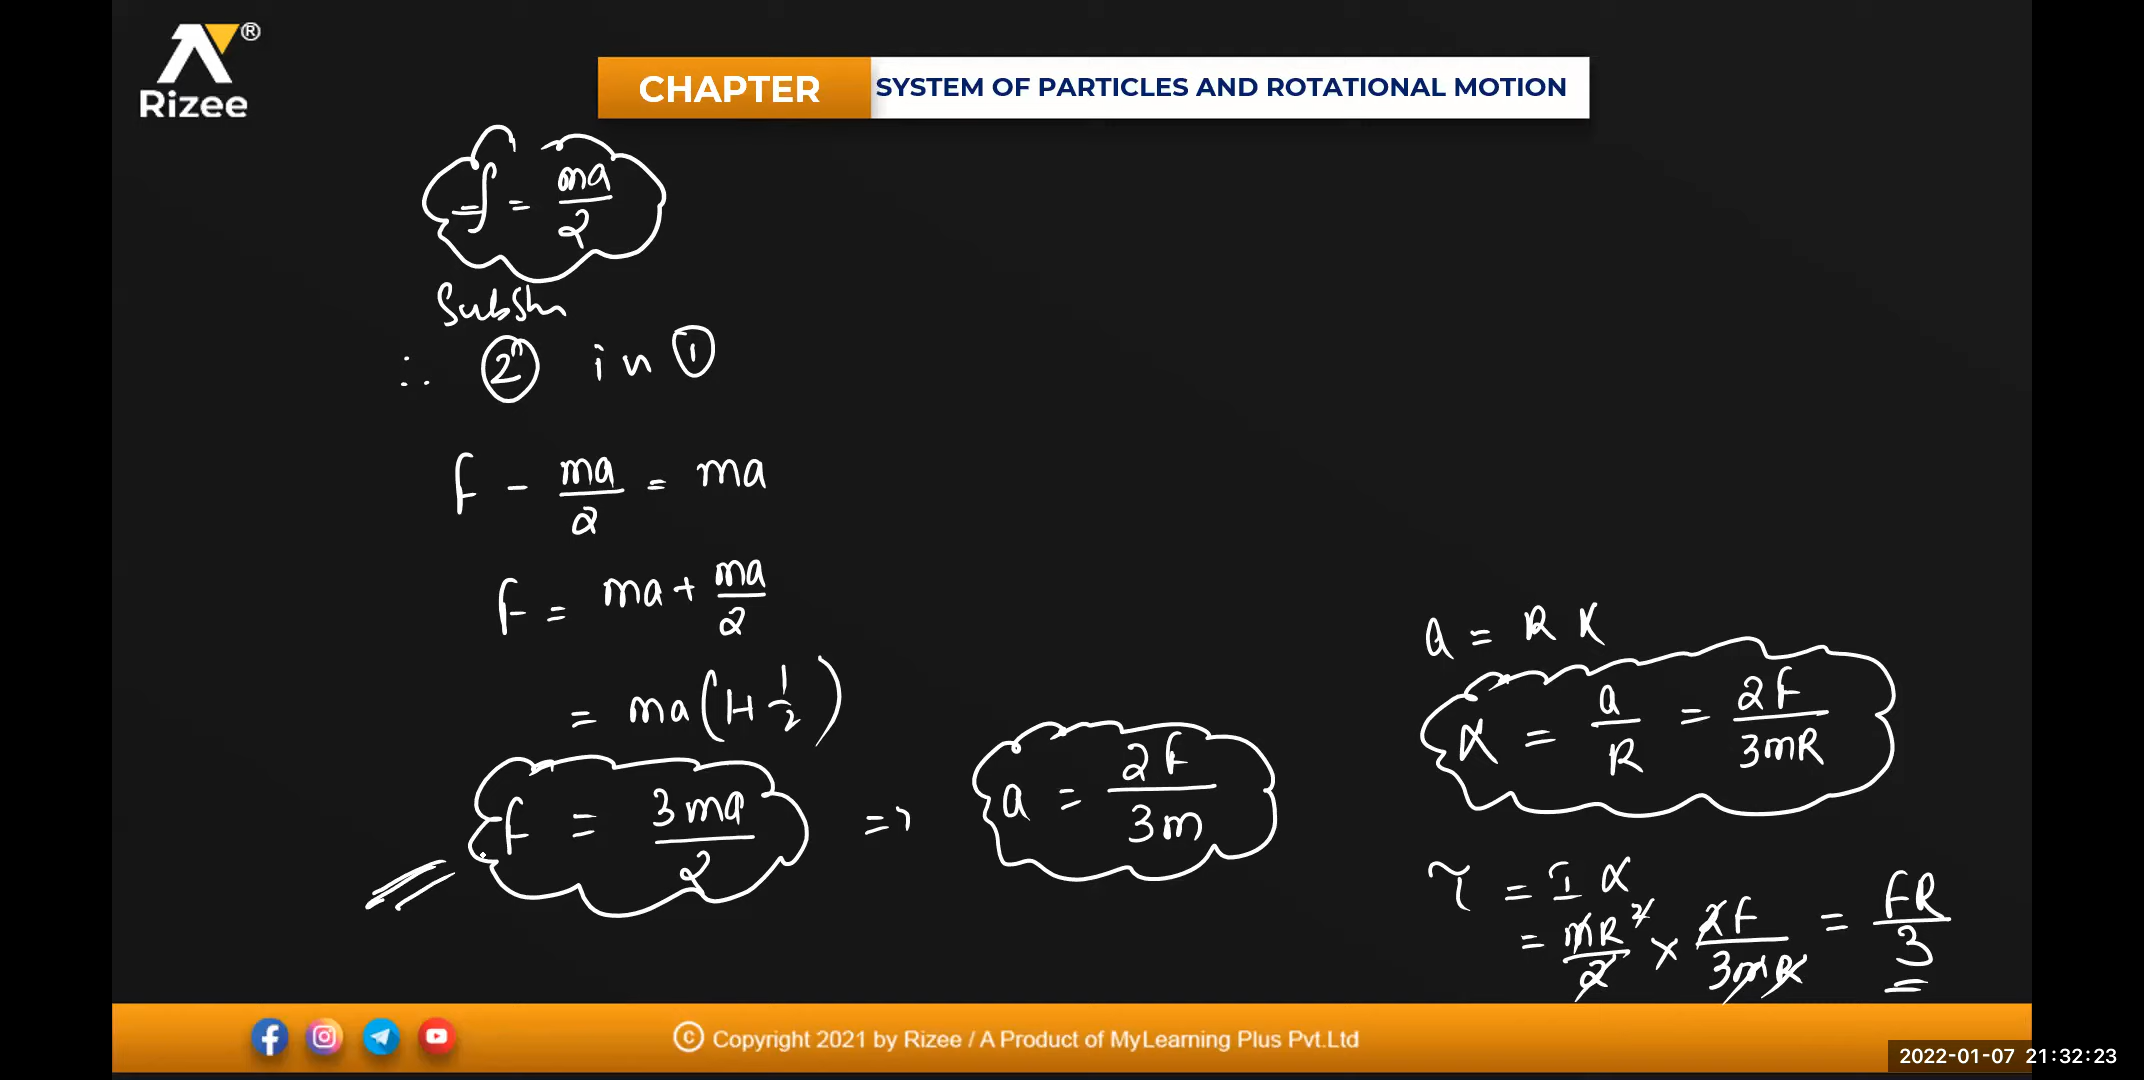 Rizee®
CHAPTER SYSTEM OF PARTICLES AND ROTATIONAL MOTION
f = ma/2
∴ (2) in (1)
F - ma/2 = ma
F = ma + ma/2
= ma(1+1/2)
F = 3ma/2 => a = 2F/3m
a = Rα
α = a/R = 2F/3mR
τ = Iα
= mR²/2 × 2F/3mR = FR/3
© Copyright 2021 by Rizee / A Product of MyLearning Plus Pvt.Ltd
2022-01-07 21:32:23